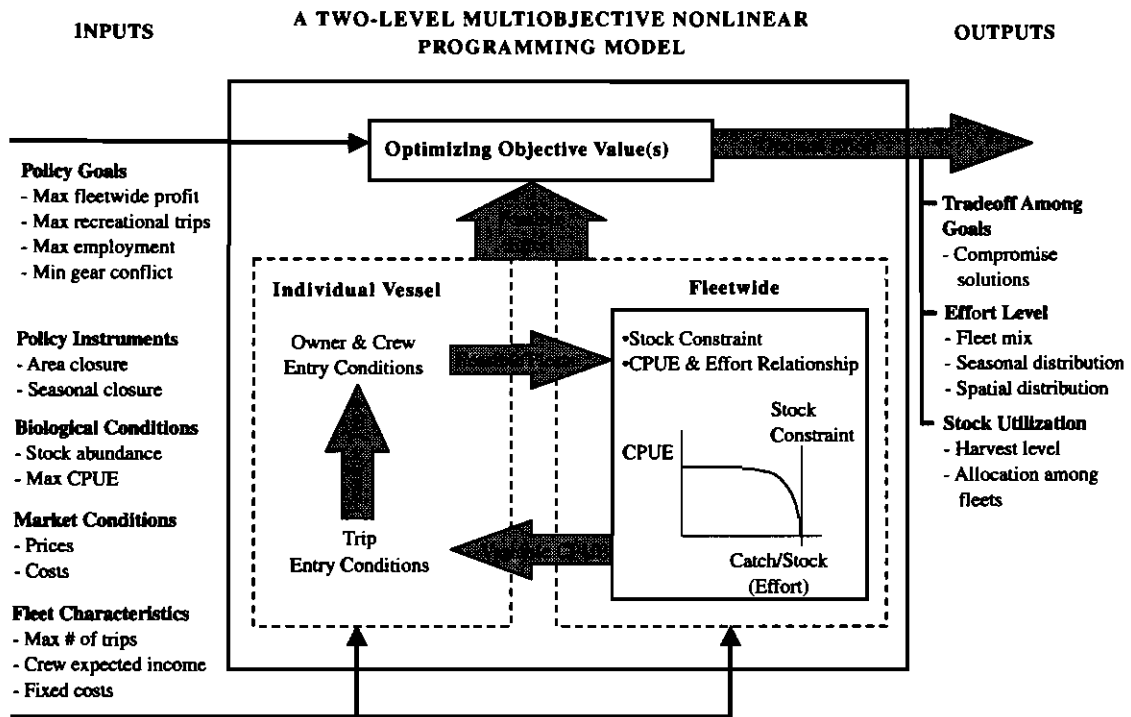 INPUTS
A TWO-LEVEL MULT1OBJECT1VE NONL1NEAR
PROGRAMMING MODEL
OUTPUTS
Optimizing Objective Value(s)
Policy Goals
- Max fleetwide profit
- Max recreational trips
- Max employment
- Min gear conflict
Policy Instruments
- Area closure
- Seasonal closure
Biological Conditions
- Stock abundance
- Max CPUE
Market Conditions
- Prices
- Costs
Fleet Characteristics
- Max # of trips
- Crew expected income
- Fixed costs
Individual Vessel
Owner & Crew
Entry Conditions
Trip
Entry Conditions
Fleetwide
•Stock Constraint
•CPUE & Effort Relationship
Stock
Constraint
CPUE
Catch/Stock
(Effort)
Tradeoff Among
Goals
- Compromise
solutions
Effort Level
- Fleet mix
- Seasonal distribution
- Spatial distribution
Stock Utilization
- Harvest level
- Allocation among
fleets